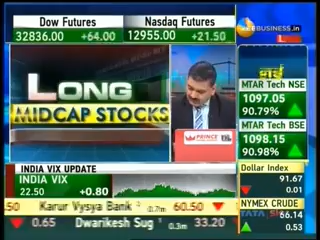 Dow Futures
32836.00 +64.00
Nasdaq Futures
12955.00 +21.50
ZEEBUSINESS.in
LONG
MIDCAP STOCKS
PRINCE
MTAR Tech NSE
1097.05
90.79%
MTAR Tech BSE
1098.15
90.98%
INDIA VIX UPDATE
INDIA VIX
22.50 +0.80
Dollar Index
91.67
0.01
NYMEX CRUDE
66.14
0.53
Karur Vysya Bank 60.50
0.65 Dwarikesh Sug 33.20